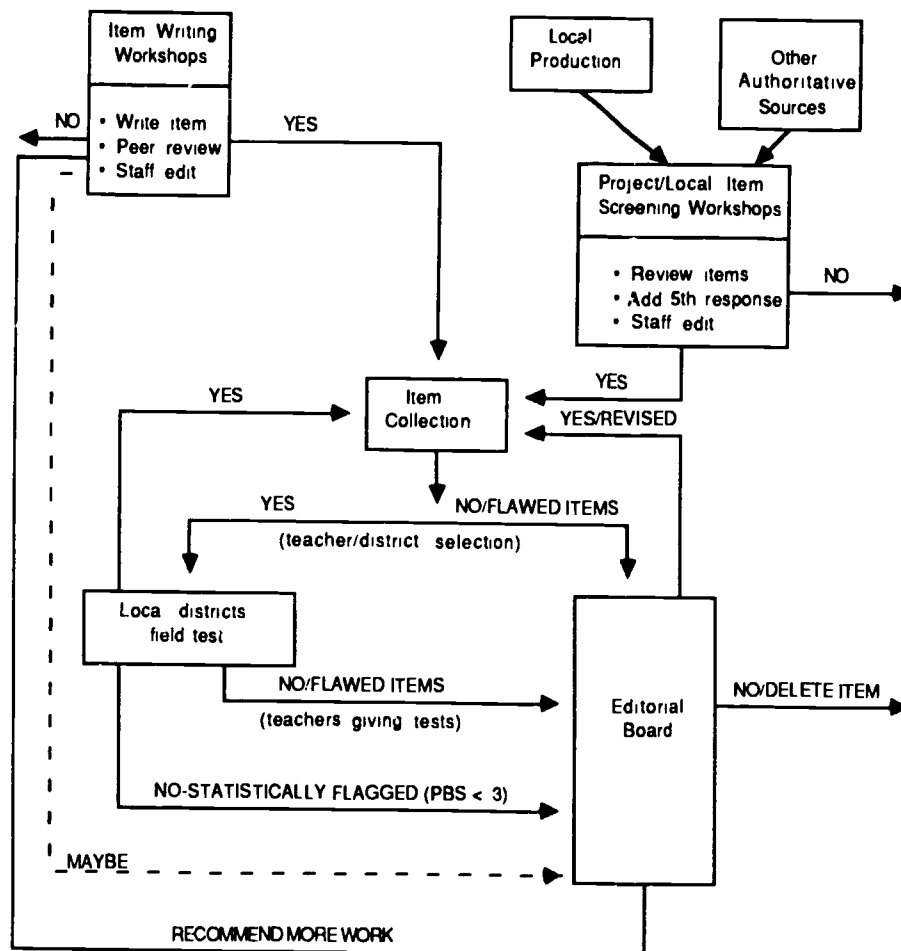 Item Writing
Workshops
• Write item
• Peer review
• Staff edit
NO
YES
Local
Production
Other
Authoritative
Sources
Project/Local Item
Screening Workshops
• Review items
• Add 5th response
• Staff edit
NO
YES
YES
Item
Collection
YES/REVISED
YES
NO/FLAWED ITEMS
(teacher/district selection)
Loca districts
field test
NO/FLAWED ITEMS
(teachers giving tests)
Editorial
Board
NO/DELETE ITEM
NO-STATISTICALLY FLAGGED (PBS < 3)
MAYBE
RECOMMEND MORE WORK